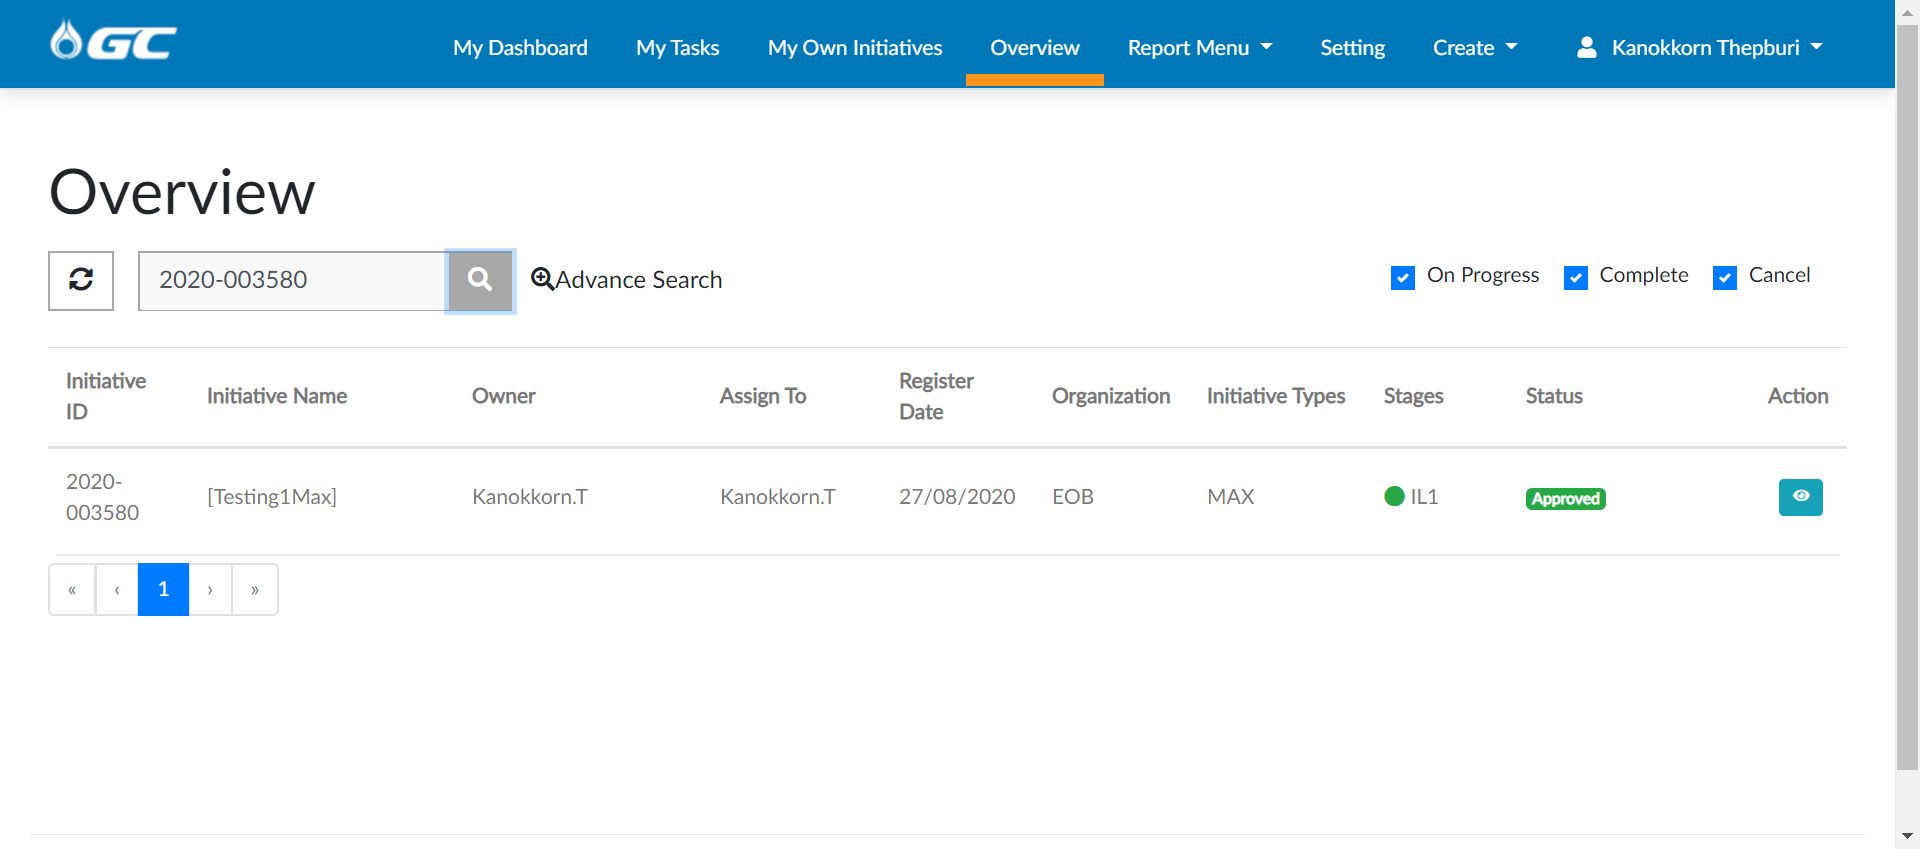 GC
My Dashboard My Tasks My Own Initiatives Overview Report Menu Setting Create Kanokkorn Thepburi
Overview
2020-003580 Advance Search On Progress Complete Cancel
Initiative ID Initiative Name Owner Assign To Register Date Organization Initiative Types Stages Status Action
2020-003580 [Testing1Max] Kanokkorn.T Kanokkorn.T 27/08/2020 EOB MAX IL1 Approved
« ‹ 1 › »